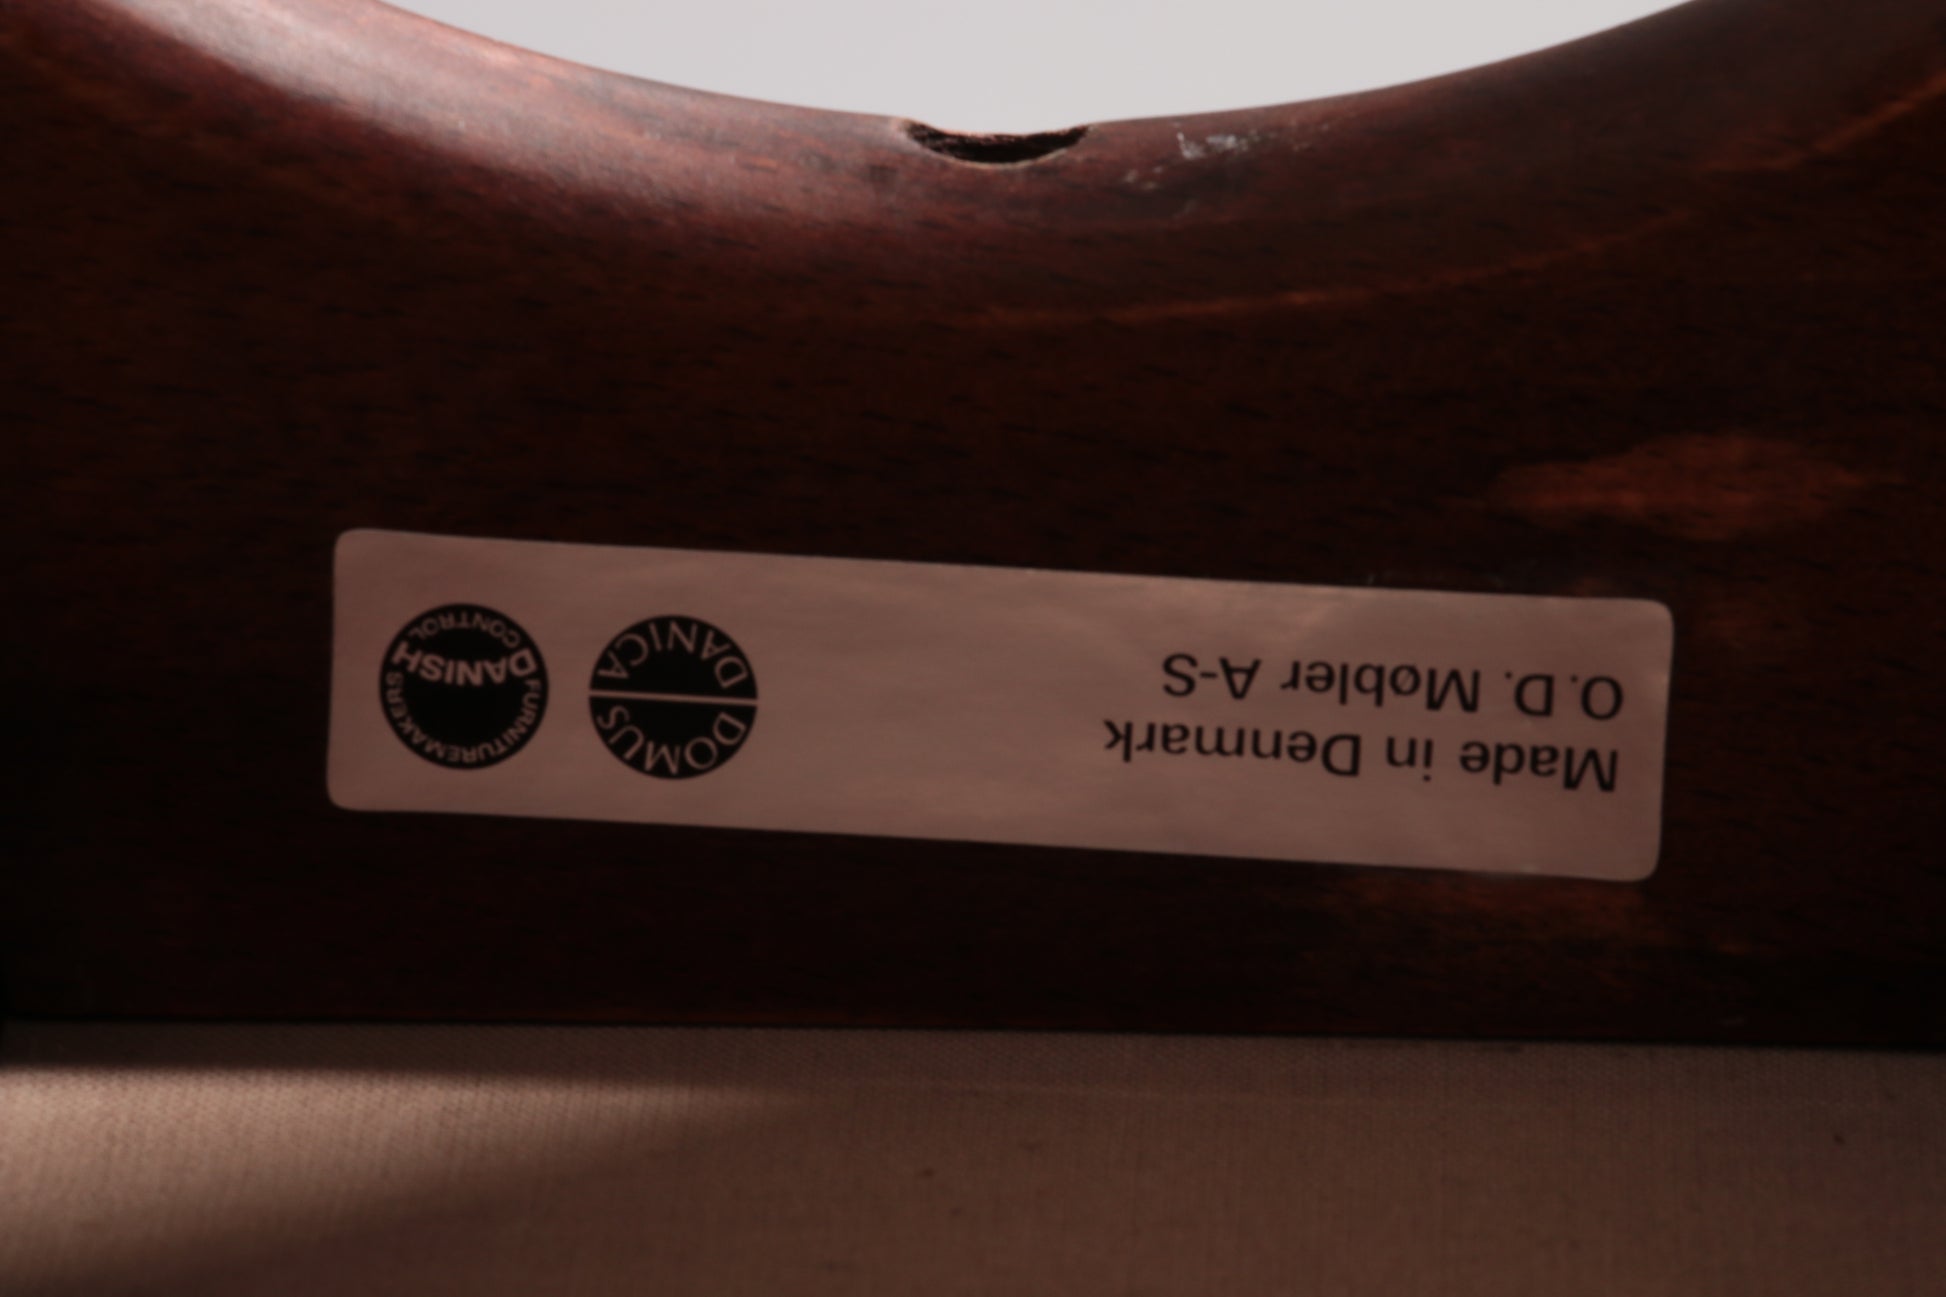 Made in Denmark
O.D. Møbler A-S
DOMUS
DANICA
FURNITUREMAKERS
DANISH
CONTROL